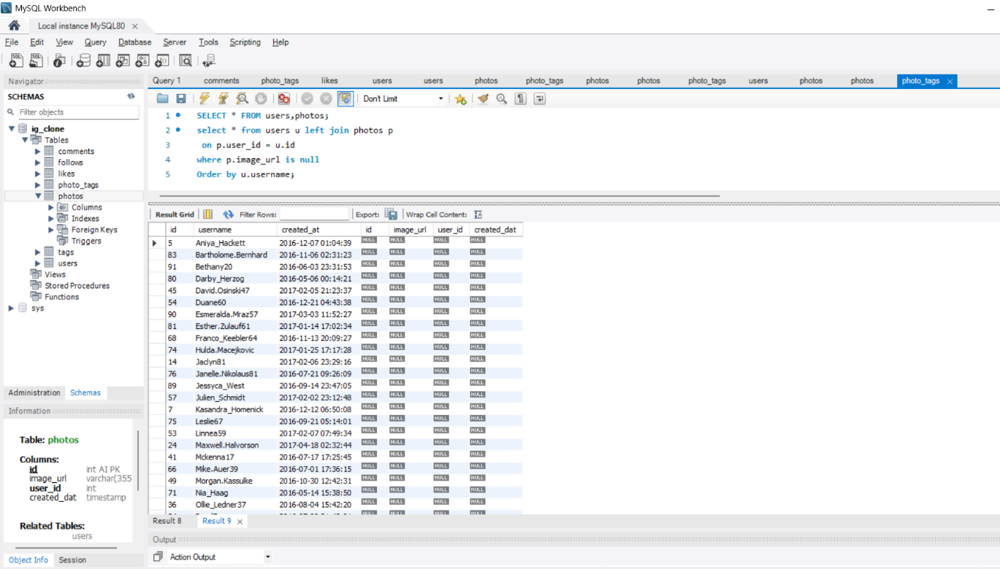 MySQL Workbench
Local instance MySQL80
File Edit View Query Database Server Tools Scripting Help
Navigator
SCHEMAS
Filter objects
ig_clone
Tables
comments
follows
likes
photo_tags
photos
Columns
Indexes
Foreign Keys
Triggers
tags
users
Views
Stored Procedures
Functions
sys
Administration Schemas
Information
Table: photos
Columns:
id int AI PK
image_url varchar(355
user_id int
created_dat timestamp
Related Tables:
users
Object Info Session
Query 1 comments photo_tags likes users users photos photo_tags photos photos photo_tags users photos photos photo_tags
Don't Limit
1 SELECT * FROM users,photos;
2 select * from users u left join photos p
3 on p.user_id = u.id
4 where p.image_url is null
5 Order by u.username;
Result Grid Filter Rows: Export: Wrap Cell Content:
id username created_at id image_url user_id created_dat
5 Aniya_Hackett 2016-12-07 01:04:39 NULL NULL NULL NULL
83 Bartholome.Bernhard 2016-11-06 02:31:23 NULL NULL NULL NULL
91 Bethany20 2016-06-03 23:31:53 NULL NULL NULL NULL
80 Darby_Herzog 2016-05-06 00:14:21 NULL NULL NULL NULL
45 David.Osinski47 2017-02-05 21:23:37 NULL NULL NULL NULL
54 Duane60 2016-12-21 04:43:38 NULL NULL NULL NULL
90 Esmeralda.Mraz57 2017-03-03 11:52:27 NULL NULL NULL NULL
81 Esther.Zulauf61 2017-01-14 17:02:34 NULL NULL NULL NULL
68 Franco_Keebler64 2016-11-13 20:09:27 NULL NULL NULL NULL
74 Hulda.Macejkovic 2017-01-25 17:17:28 NULL NULL NULL NULL
14 Jaclyn81 2017-02-06 23:29:16 NULL NULL NULL NULL
76 Janelle.Nikolaus81 2016-07-21 09:26:09 NULL NULL NULL NULL
89 Jessyca_West 2016-09-14 23:47:05 NULL NULL NULL NULL
57 Julien_Schmidt 2017-02-02 23:12:48 NULL NULL NULL NULL
7 Kasandra_Homenick 2016-12-12 06:50:08 NULL NULL NULL NULL
75 Leslie67 2016-09-21 05:14:01 NULL NULL NULL NULL
53 Linnea59 2017-02-07 07:49:34 NULL NULL NULL NULL
24 Maxwell.Halvorson 2017-04-18 02:32:44 NULL NULL NULL NULL
41 Mckenna17 2016-07-17 17:25:45 NULL NULL NULL NULL
66 Mike.Auer39 2016-07-01 17:36:15 NULL NULL NULL NULL
49 Morgan.Kassulke 2016-10-30 12:42:31 NULL NULL NULL NULL
71 Nia_Haag 2016-05-14 15:38:50 NULL NULL NULL NULL
36 Ollie_Ledner37 2016-08-04 15:42:20 NULL NULL NULL NULL
NULL NULL NULL NULL
Result 8 Result 9
Output
Action Output